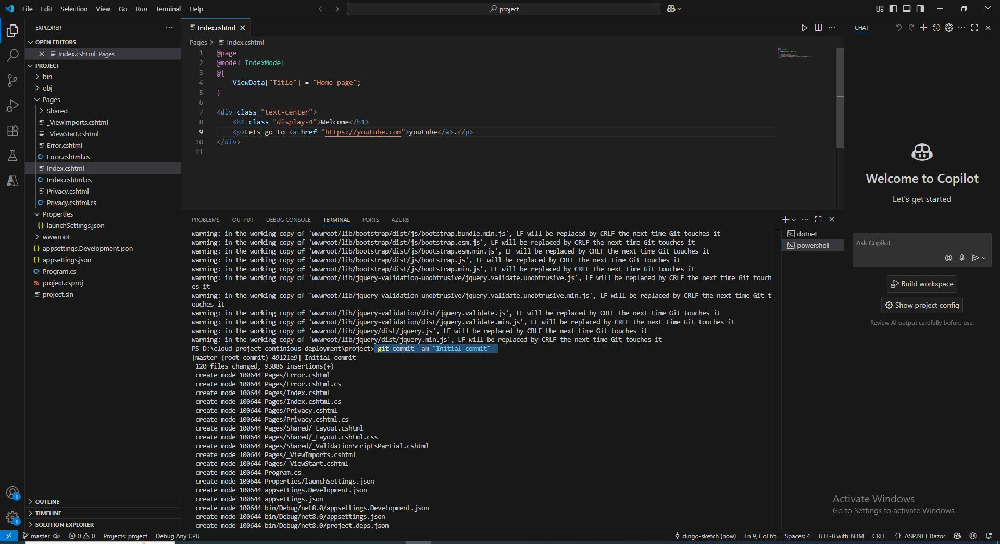 File Edit Selection View Go Run Terminal Help
project
EXPLORER
OPEN EDITORS
Index.cshtml Pages
PROJECT
bin
obj
Pages
Shared
_ViewImports.cshtml
_ViewStart.cshtml
Error.cshtml
Error.cshtml.cs
Index.cshtml
Index.cshtml.cs
Privacy.cshtml
Privacy.cshtml.cs
Properties
launchSettings.json
wwwroot
appsettings.Development.json
appsettings.json
Program.cs
project.csproj
project.sln
OUTLINE
TIMELINE
SOLUTION EXPLORER
1
1
Index.cshtml
Pages > Index.cshtml
1 @page
2 @model IndexModel
3 @{
4 ViewData["Title"] = "Home page";
5 }
6
7 <div class="text-center">
8 <h1 class="display-4">Welcome</h1>
9 <p>Lets go to <a href="https://youtube.com">youtube</a>.</p>
10 </div>
11
PROBLEMS OUTPUT DEBUG CONSOLE TERMINAL PORTS AZURE
warning: in the working copy of 'wwwroot/lib/bootstrap/dist/js/bootstrap.bundle.min.js', LF will be replaced by CRLF the next time Git touches it
warning: in the working copy of 'wwwroot/lib/bootstrap/dist/js/bootstrap.esm.js', LF will be replaced by CRLF the next time Git touches it
warning: in the working copy of 'wwwroot/lib/bootstrap/dist/js/bootstrap.esm.min.js', LF will be replaced by CRLF the next time Git touches it
warning: in the working copy of 'wwwroot/lib/bootstrap/dist/js/bootstrap.js', LF will be replaced by CRLF the next time Git touches it
warning: in the working copy of 'wwwroot/lib/bootstrap/dist/js/bootstrap.min.js', LF will be replaced by CRLF the next time Git touches it
warning: in the working copy of 'wwwroot/lib/jquery-validation-unobtrusive/jquery.validate.unobtrusive.js', LF will be replaced by CRLF the next time Git touch
es it
warning: in the working copy of 'wwwroot/lib/jquery-validation-unobtrusive/jquery.validate.unobtrusive.min.js', LF will be replaced by CRLF the next time Git t
ouches it
warning: in the working copy of 'wwwroot/lib/jquery-validation/dist/jquery.validate.js', LF will be replaced by CRLF the next time Git touches it
warning: in the working copy of 'wwwroot/lib/jquery-validation/dist/jquery.validate.min.js', LF will be replaced by CRLF the next time Git touches it
warning: in the working copy of 'wwwroot/lib/jquery/dist/jquery.js', LF will be replaced by CRLF the next time Git touches it
warning: in the working copy of 'wwwroot/lib/jquery/dist/jquery.min.js', LF will be replaced by CRLF the next time Git touches it
PS D:\cloud project continious deployment\project> git commit -am "Initial commit"
[master (root-commit) 49121e9] Initial commit
120 files changed, 93886 insertions(+)
create mode 100644 Pages/Error.cshtml
create mode 100644 Pages/Error.cshtml.cs
create mode 100644 Pages/Index.cshtml
create mode 100644 Pages/Index.cshtml.cs
create mode 100644 Pages/Privacy.cshtml
create mode 100644 Pages/Privacy.cshtml.cs
create mode 100644 Pages/Shared/_Layout.cshtml
create mode 100644 Pages/Shared/_Layout.cshtml.css
create mode 100644 Pages/Shared/_ValidationScriptsPartial.cshtml
create mode 100644 Pages/_ViewImports.cshtml
create mode 100644 Pages/_ViewStart.cshtml
create mode 100644 Program.cs
create mode 100644 Properties/launchSettings.json
create mode 100644 appsettings.Development.json
create mode 100644 appsettings.json
create mode 100644 bin/Debug/net8.0/appsettings.Development.json
create mode 100644 bin/Debug/net8.0/appsettings.json
create mode 100644 bin/Debug/net8.0/project.deps.json
dotnet
powershell
CHAT
Welcome to Copilot
Let's get started
Ask Copilot
Build workspace
Show project config
Review AI output carefully before use.
Activate Windows
Go to Settings to activate Windows.
master 0 0 Projects: project Debug Any CPU dingo-sketch (now) Ln 9, Col 65 Spaces: 4 UTF-8 with BOM CRLF {} ASP.NET Razor